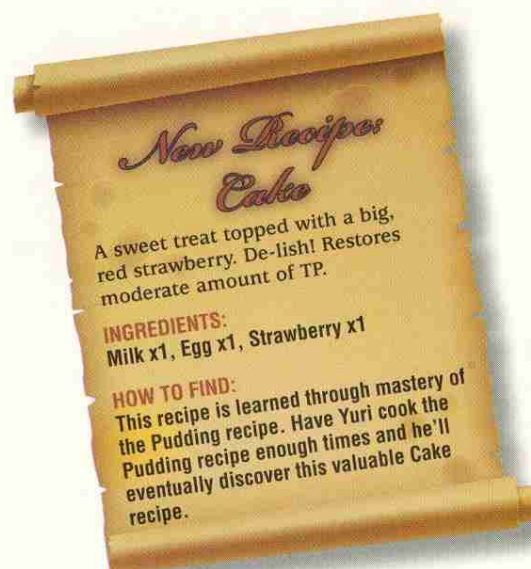 New Recipe:
Cake
A sweet treat topped with a big,
red strawberry. De-lish! Restores
moderate amount of TP.
INGREDIENTS:
Milk x1, Egg x1, Strawberry x1
HOW TO FIND:
This recipe is learned through mastery of
the Pudding recipe. Have Yuri cook the
Pudding recipe enough times and he'll
eventually discover this valuable Cake
recipe.